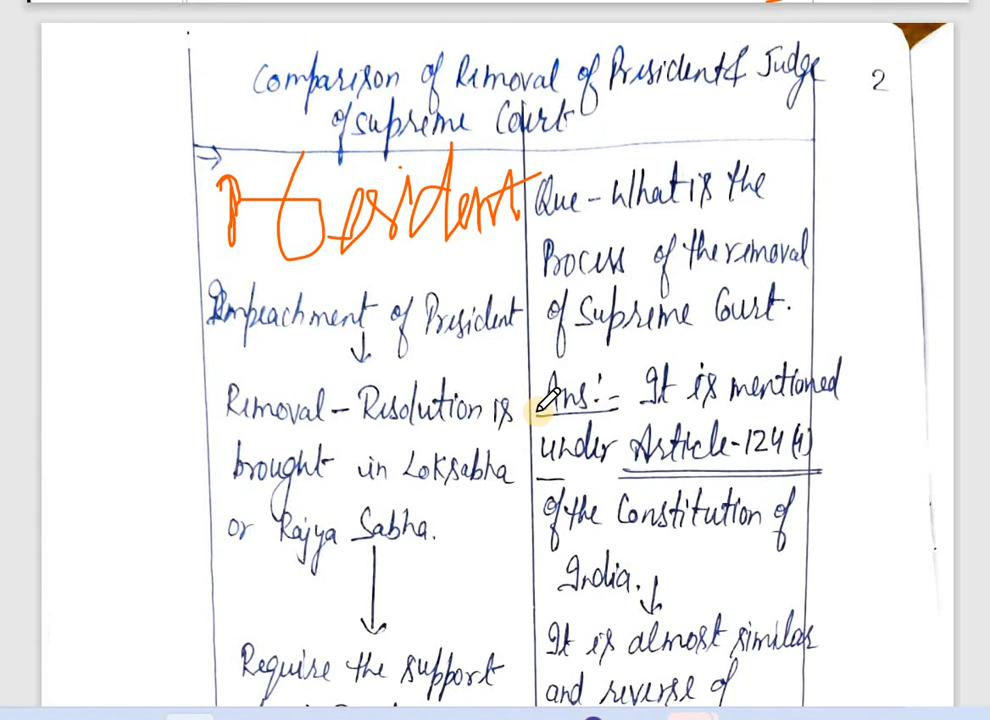 Comparison of Removal of President & Judge
of Supreme Court
2
President
Impeachment of President
Removal - Resolution is
brought in Loksabha
or Rajya Sabha.
Require the support
Que - What is the
Process of the removal
of Supreme Court.
Ans:- It is mentioned
under Article-124(4)
of the Constitution of
India.
It is almost similar
and reverse of